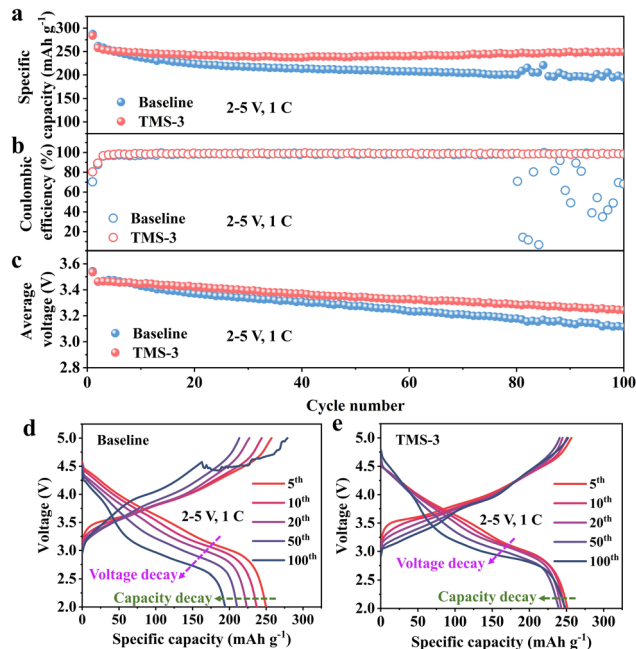 a
Specific
capacity (mAh g⁻¹)
300
250
200
150
100
Baseline
TMS-3
2-5 V, 1 C
b
Coulombic
efficiency (%)
100
80
60
40
20
Baseline
TMS-3
2-5 V, 1 C
c
Average
voltage (V)
3.6
3.4
3.2
3.0
2.8
Baseline
TMS-3
2-5 V, 1 C
0 20 40 60 80 100
Cycle number
d
Baseline
Voltage (V)
5.0
4.5
4.0
3.5
3.0
2.5
2.0
5th
10th
20th
50th
100th
2-5 V, 1 C
Voltage decay
Capacity decay
0 50 100 150 200 250 300
Specific capacity (mAh g⁻¹)
e
TMS-3
Voltage (V)
5.0
4.5
4.0
3.5
3.0
2.5
2.0
5th
10th
20th
50th
100th
2-5 V, 1 C
Voltage decay
Capacity decay
0 50 100 150 200 250 300
Specific capacity (mAh g⁻¹)